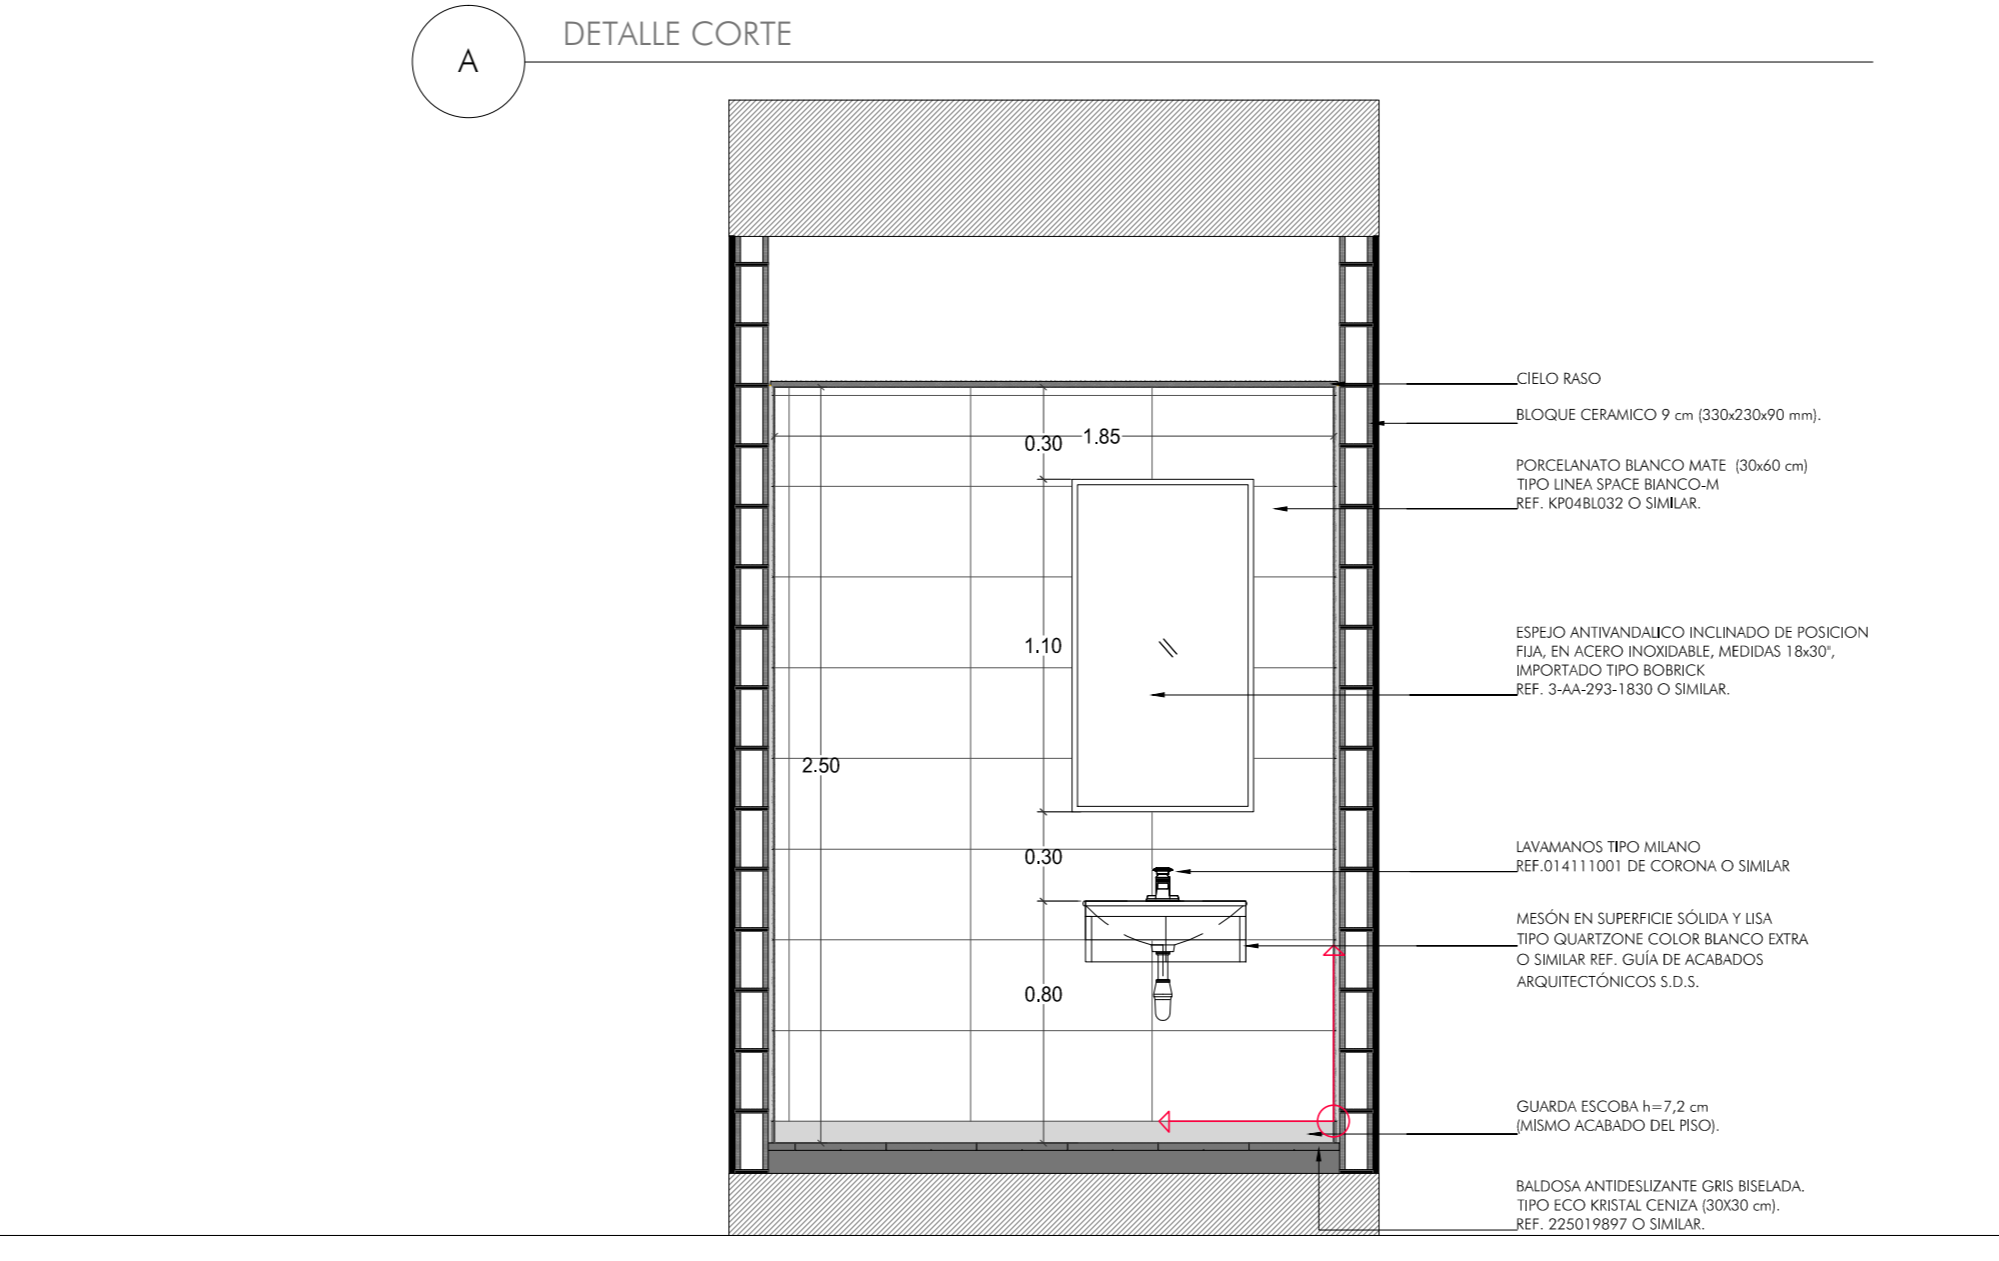 A
DETALLE CORTE
CIELO RASO
BLOQUE CERAMICO 9 cm (330x230x90 mm).
0.30
1.85
PORCELANATO BLANCO MATE (30x60 cm)
TIPO LINEA SPACE BIANCO-M
REF. KP04BL032 O SIMILAR.
1.10
ESPEJO ANTIVANDALICO INCLINADO DE POSICION
FIJA, EN ACERO INOXIDABLE, MEDIDAS 18x30",
IMPORTADO TIPO BOBRICK
REF. 3-AA-293-1830 O SIMILAR.
2.50
0.30
LAVAMANOS TIPO MILANO
REF.014111001 DE CORONA O SIMILAR
MESÓN EN SUPERFICIE SÓLIDA Y LISA
TIPO QUARTZONE COLOR BLANCO EXTRA
O SIMILAR REF. GUÍA DE ACABADOS
ARQUITECTÓNICOS S.D.S.
0.80
GUARDA ESCOBA h=7,2 cm
(MISMO ACABADO DEL PISO).
BALDOSA ANTIDESLIZANTE GRIS BISELADA.
TIPO ECO KRISTAL CENIZA (30X30 cm).
REF. 225019897 O SIMILAR.